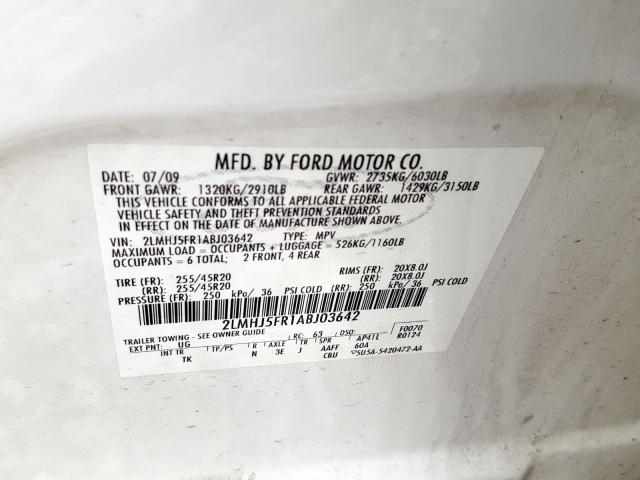 MFD. BY FORD MOTOR CO.
DATE: 07/09 GVWR: 2735KG/6030LB
FRONT GAWR: 1320KG/2910LB REAR GAWR: 1429KG/3150LB
THIS VEHICLE CONFORMS TO ALL APPLICABLE FEDERAL MOTOR
VEHICLE SAFETY AND THEFT PREVENTION STANDARDS
IN EFFECT ON THE DATE OF MANUFACTURE SHOWN ABOVE.
VIN: 2LMHJ5FR1ABJ03642 TYPE: MPV
MAXIMUM LOAD = OCCUPANTS + LUGGAGE = 526KG/1160LB
OCCUPANTS = 6 TOTAL; 2 FRONT, 4 REAR
TIRE (FR): 255/45R20 RIMS (FR): 20X8.0J
(RR): 255/45R20 (RR): 20X8.0J
PRESSURE (FR): 250 kPa/ 36 PSI COLD (RR): 250 kPa/ 36 PSI COLD
2LMHJ5FR1ABJ03642
TRAILER TOWING - SEE OWNER GUIDE RC: 63 DSO: F0070
EXT PNT: UG R AXLE TR SPR AP4TL R0124
INT TR TP/PS N 3E J AAFF 60A
TK CBU 5U5A-5420472-AA